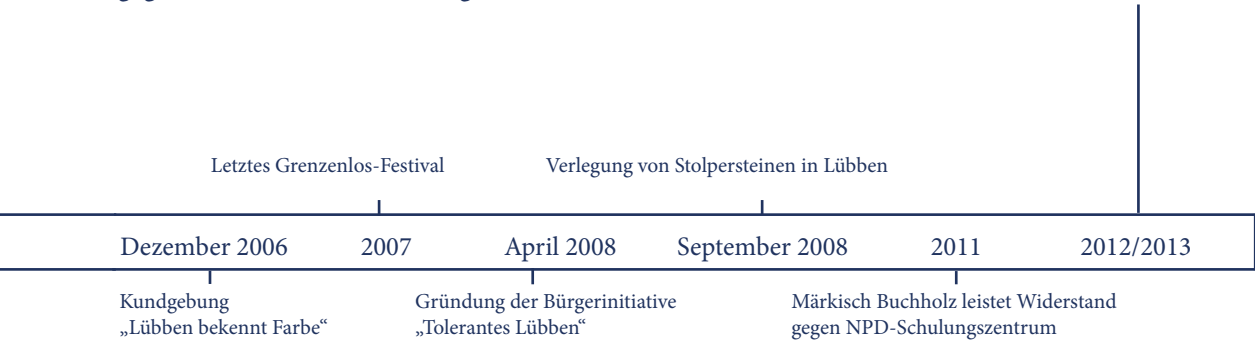 Letztes Grenzenlos-Festival
Verlegung von Stolpersteinen in Lübben
Dezember 2006
2007
April 2008
September 2008
2011
2012/2013
Kundgebung
„Lübben bekennt Farbe“
Gründung der Bürgerinitiative
„Tolerantes Lübben“
Märkisch Buchholz leistet Widerstand
gegen NPD-Schulungszentrum